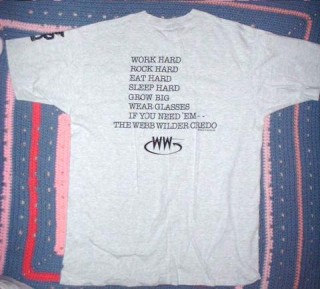 WORK HARD
ROCK HARD
EAT HARD
SLEEP HARD
GROW BIG
WEAR GLASSES
IF YOU NEED 'EM--
THE WEBB WILDER CREDO
WW